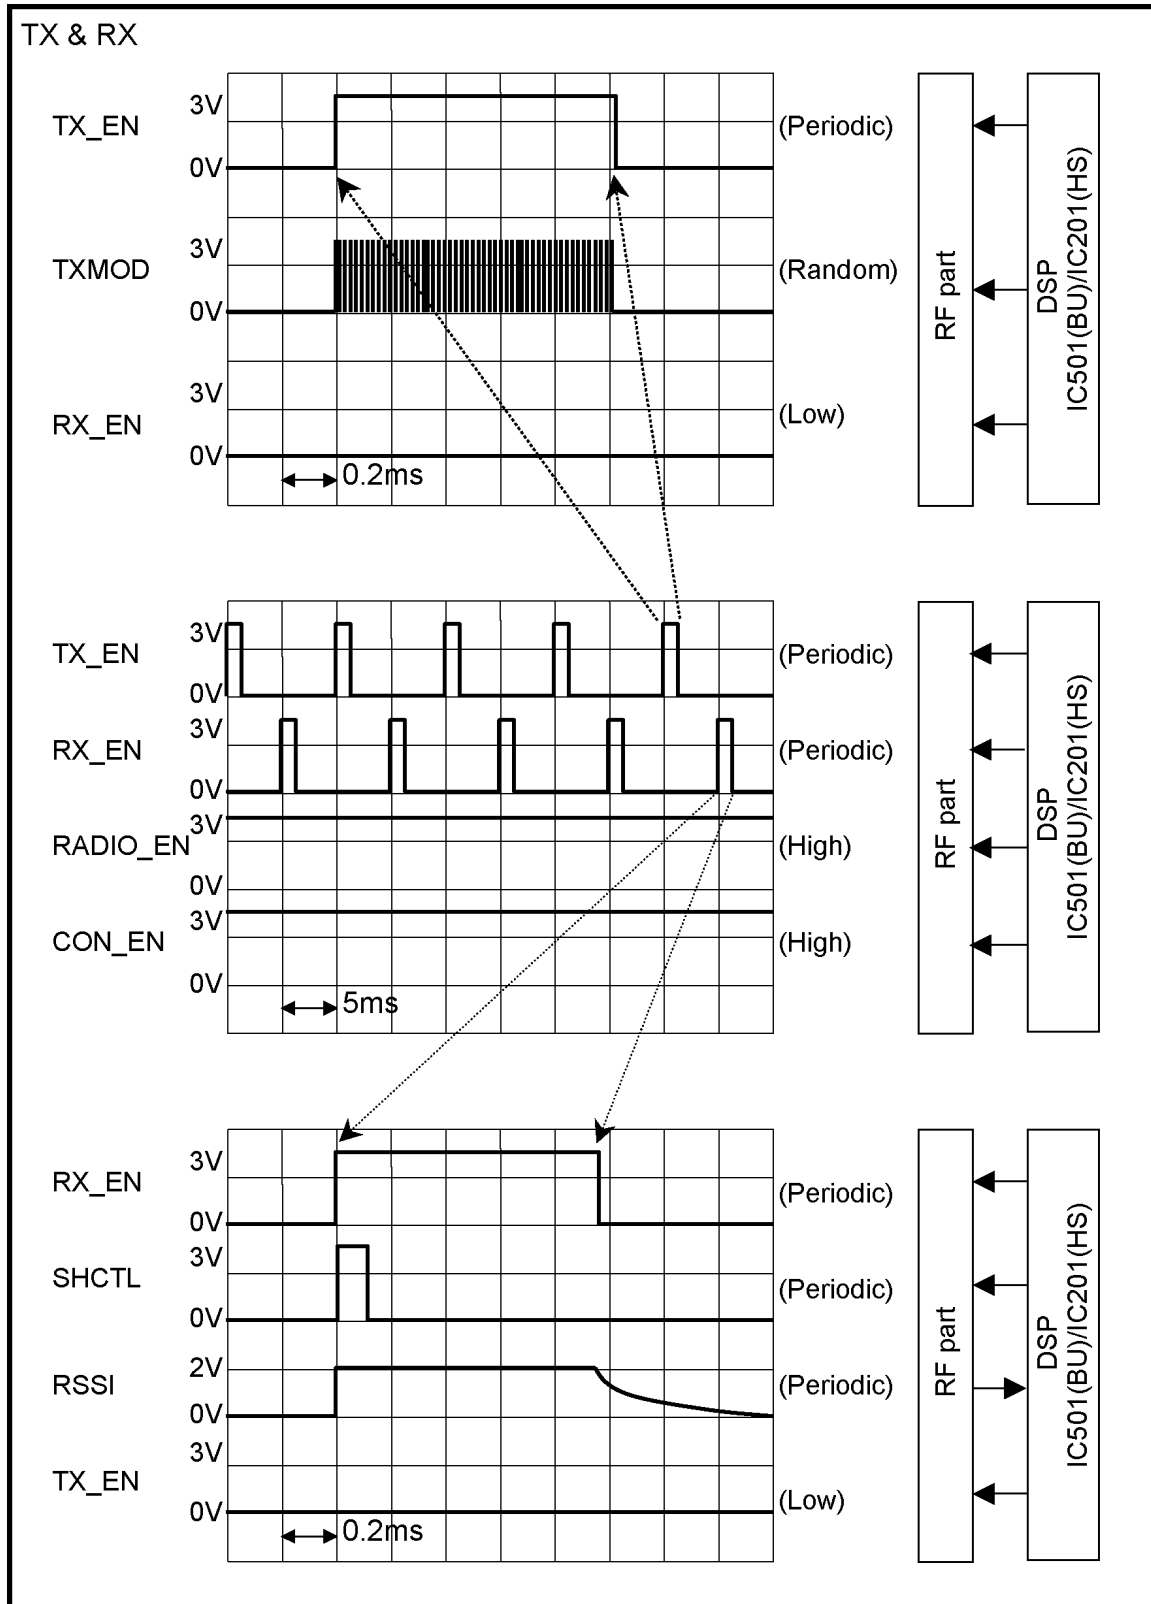 TX & RX
3V
TX_EN
(Periodic)
0V
3V
TXMOD
(Random)
0V
3V
RX_EN
(Low)
0V
0.2ms
RF part
DSP
IC501(BU)/IC201(HS)
3V
TX_EN
(Periodic)
0V
3V
RX_EN
(Periodic)
0V
3V
RADIO_EN
(High)
0V
3V
CON_EN
(High)
0V
5ms
RF part
DSP
IC501(BU)/IC201(HS)
3V
RX_EN
(Periodic)
0V
3V
SHCTL
(Periodic)
0V
2V
RSSI
(Periodic)
0V
3V
TX_EN
(Low)
0V
0.2ms
RF part
DSP
IC501(BU)/IC201(HS)